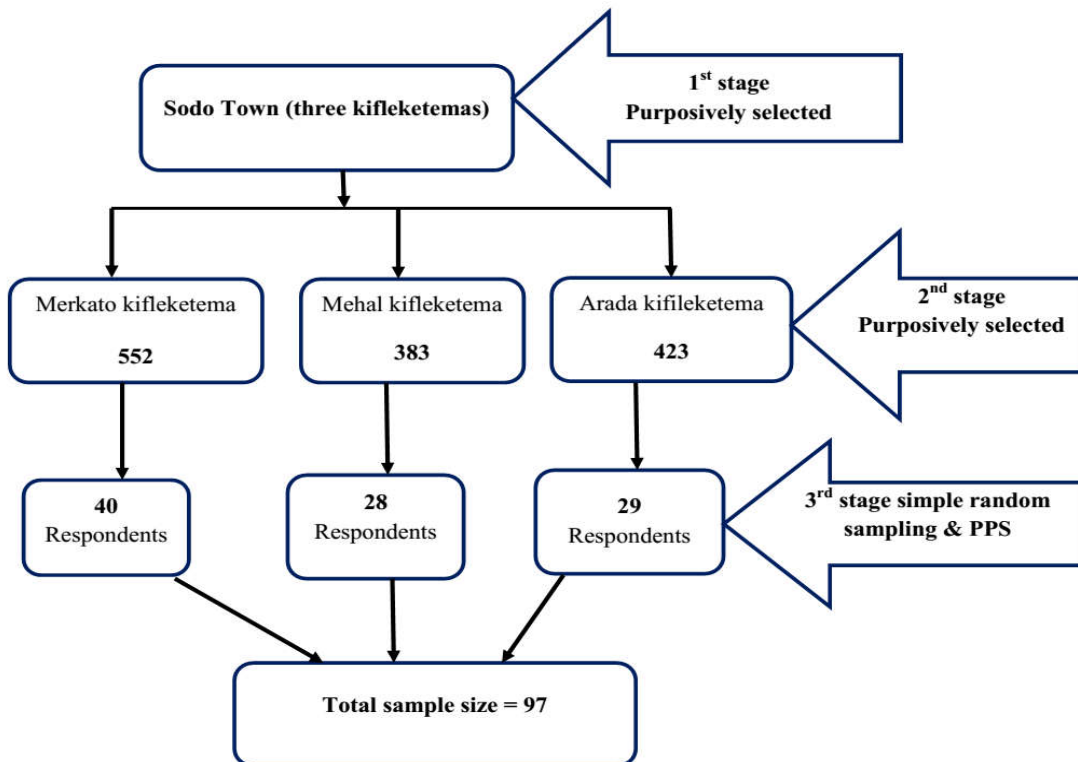 1st stage
Purposively selected
Sodo Town (three kifleketemas)
Merkato kifleketema
552
Mehal kifleketema
383
Arada kifileketema
423
2nd stage
Purposively selected
40
Respondents
28
Respondents
29
Respondents
3rd stage simple random
sampling & PPS
Total sample size = 97